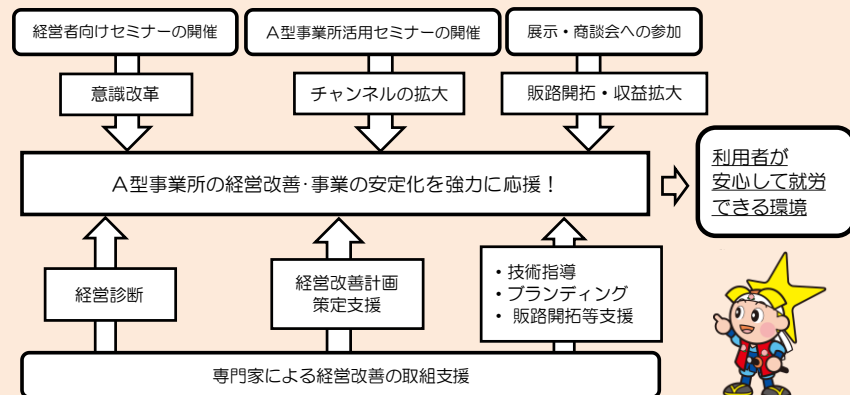 経営者向けセミナーの開催
A型事業所活用セミナーの開催
展示・商談会への参加
意識改革
チャンネルの拡大
販路開拓・収益拡大
A型事業所の経営改善・事業の安定化を強力に応援！
利用者が
安心して就労
できる環境
経営診断
経営改善計画
策定支援
・技術指導
・ブランディング
・ 販路開拓等支援
専門家による経営改善の取組支援